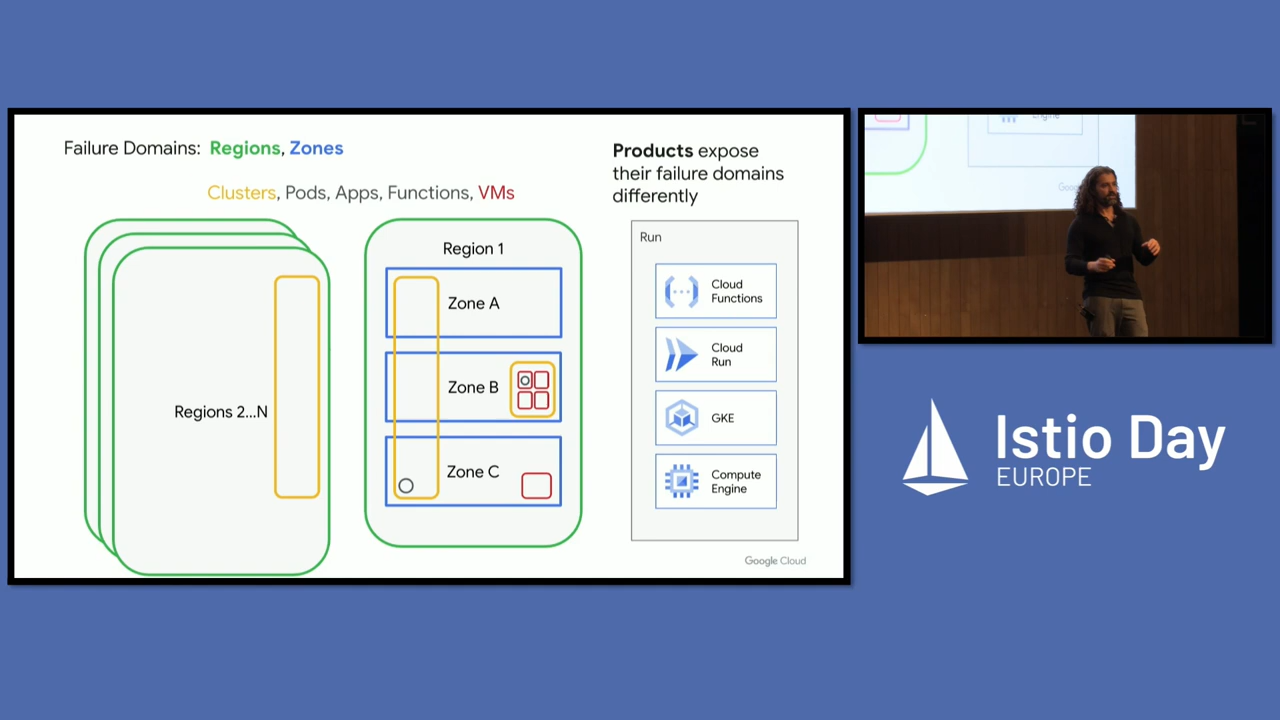 Failure Domains: Regions, Zones
Clusters, Pods, Apps, Functions, VMs
Products expose
their failure domains
differently
Regions 2...N
Region 1
Zone A
Zone B
Zone C
Run
Cloud
Functions
Cloud
Run
GKE
Compute
Engine
Google Cloud
Istio Day
EUROPE